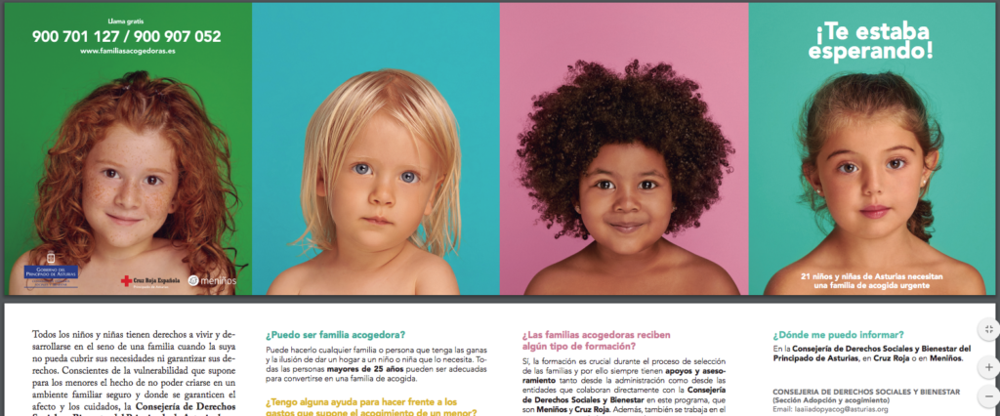 Llama gratis
900 701 127 / 900 907 052
www.familiasacogedoras.es
GOBIERNO DEL
PRINCIPADO DE ASTURIAS
Cruz Roja Española
Principado de Asturias
meniños
¡Te estaba
esperando!
21 niños y niñas de Asturias necesitan
una familia de acogida urgente
Todos los niños y niñas tienen derechos a vivir y de-
sarrollarse en el seno de una familia cuando la suya
no pueda cubrir sus necesidades ni garantizar sus de-
rechos. Conscientes de la vulnerabilidad que supone
para los menores el hecho de no poder criarse en un
ambiente familiar seguro y donde se garanticen el
afecto y los cuidados, la Consejería de Derechos
¿Puedo ser familia acogedora?
Puede hacerlo cualquier familia o persona que tenga las ganas
y la ilusión de dar un hogar a un niño o niña que lo necesita. To-
das las personas mayores de 25 años pueden ser adecuadas
para convertirse en una familia de acogida.
¿Tengo alguna ayuda para hacer frente a los
gastos que supone el acogimiento de un menor?
¿Las familias acogedoras reciben
algún tipo de formación?
Sí, la formación es crucial durante el proceso de selección
de las familias y por ello siempre tienen apoyos y aseso-
ramiento tanto desde la administración como desde las
entidades que colaboran directamente con la Consejería
de Derechos Sociales y Bienestar en este programa, que
son Meniños y Cruz Roja. Además, también se trabaja en el
¿Dónde me puedo informar?
En la Consejería de Derechos Sociales y Bienestar del
Principado de Asturias, en Cruz Roja o en Meniños.
CONSEJERIA DE DERECHOS SOCIALES Y BIENESTAR
(Sección Adopción y acogimiento)
Email: laaiiadopyacog@asturias.org